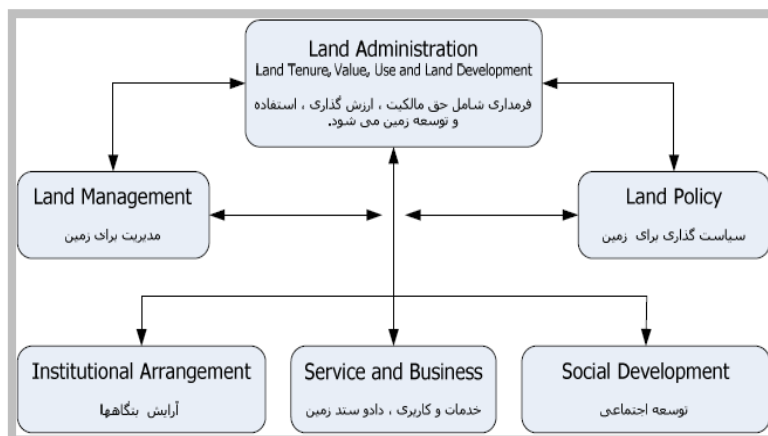 Land Administration
Land Tenure, Value, Use and Land Development
فرمداری شامل حق مالکیت ، ارزش گذاری ، استفاده
و توسعه زمین می شود.
Land Management
مدیریت برای زمین
Land Policy
سیاست گذاری برای زمین
Institutional Arrangement
آرایش بنگاهها
Service and Business
خدمات و کاربری ، دادو ستد زمین
Social Development
توسعه اجتماعی